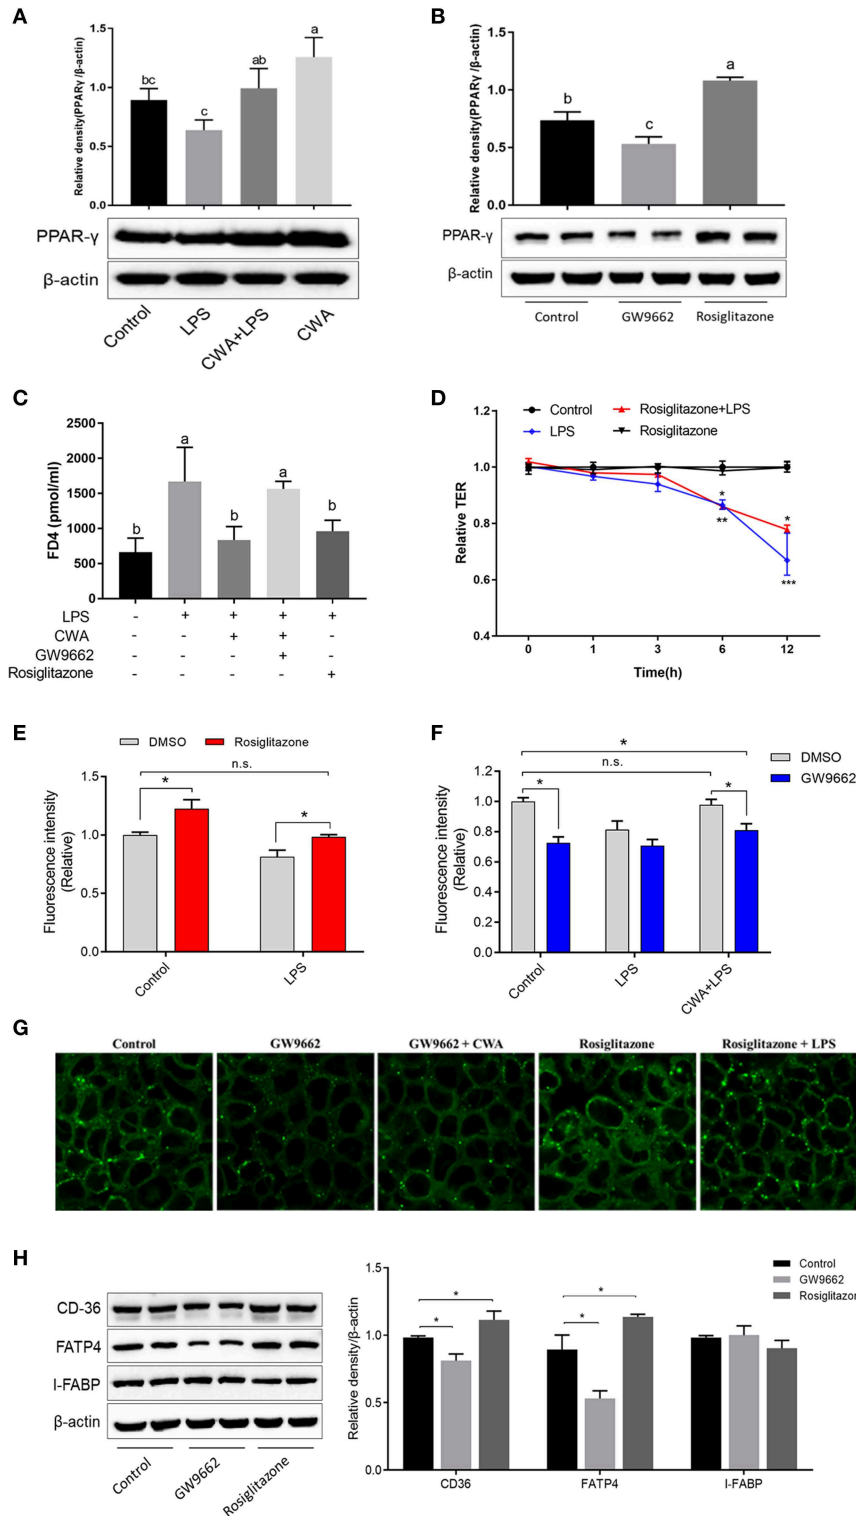 A
Relative density(PPARγ /β-actin)
1.5
1.0
0.5
0.0
bc
c
ab
a
PPAR-γ
β-actin
Control
LPS
CWA+LPS
CWA
B
Relative density(PPARγ /β-actin)
1.5
1.0
0.5
0.0
b
c
a
PPAR-γ
β-actin
Control
GW9662
Rosiglitazone
C
FD4 (pmol/ml)
2500
2000
1500
1000
500
0
b
a
b
a
b
LPS - + + + +
CWA - - + + -
GW9662 - - - + -
Rosiglitazone - - - - +
D
Control
LPS
Rosiglitazone+LPS
Rosiglitazone
Relative TER
1.2
1.0
0.8
0.6
0.4
*
**
*
***
0 1 3 6 12
Time(h)
E
DMSO
Rosiglitazone
Fluorescence intensity
(Relative)
1.5
1.0
0.5
0.0
n.s.
*
*
Control
LPS
F
DMSO
GW9662
Fluorescence intensity
(Relative)
1.2
1.0
0.8
0.6
0.4
0.2
0.0
*
n.s.
*
*
Control
LPS
CWA+LPS
G
Control
GW9662
GW9662 + CWA
Rosiglitazone
Rosiglitazone + LPS
H
CD-36
FATP4
I-FABP
β-actin
Control
GW9662
Rosiglitazone
Relative density/β-actin
1.5
1.0
0.5
0.0
*
*
*
*
Control
GW9662
Rosiglitazo
CD36
FATP4
I-FABP